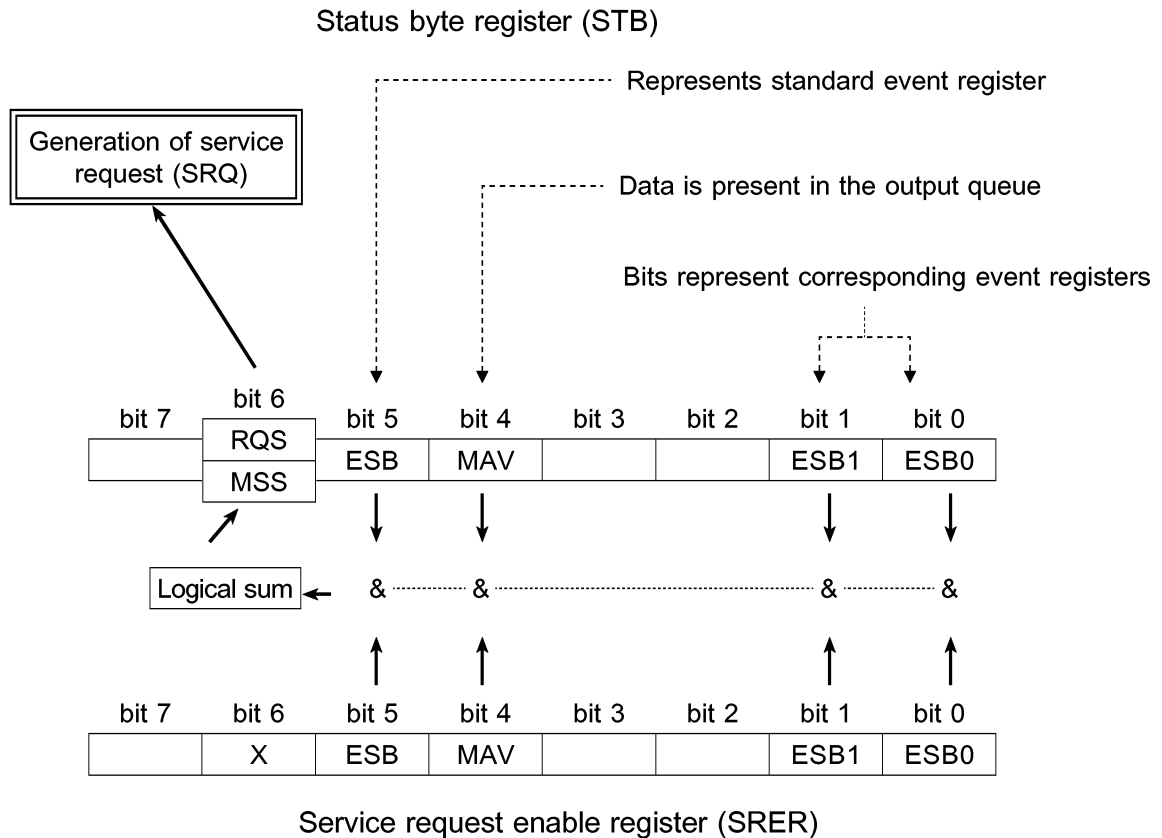 Status byte register (STB)
Represents standard event register
Generation of service
request (SRQ)
Data is present in the output queue
Bits represent corresponding event registers
bit 7 bit 6 bit 5 bit 4 bit 3 bit 2 bit 1 bit 0
RQS
MSS
ESB MAV ESB1 ESB0
Logical sum & & & &
bit 7 bit 6 bit 5 bit 4 bit 3 bit 2 bit 1 bit 0
X ESB MAV ESB1 ESB0
Service request enable register (SRER)